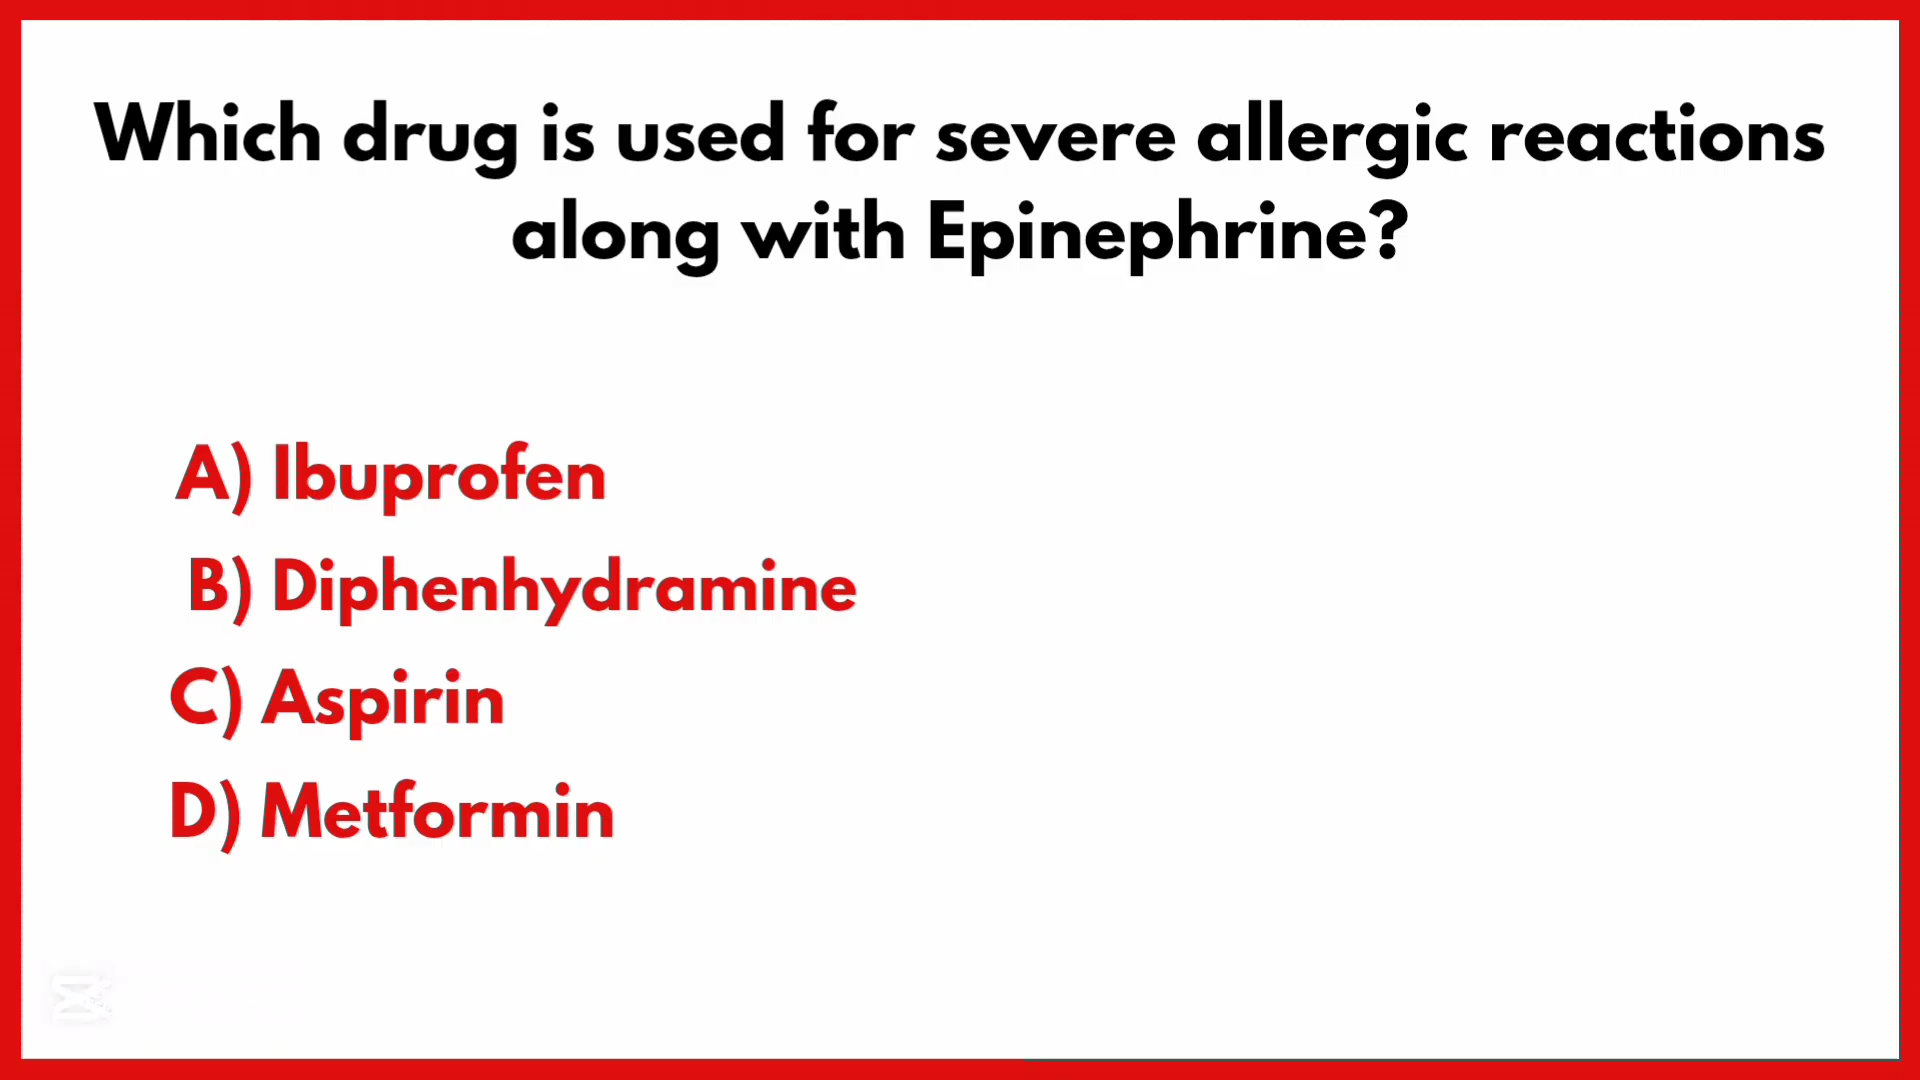 Which drug is used for severe allergic reactions
along with Epinephrine?
A) Ibuprofen
B) Diphenhydramine
C) Aspirin
D) Metformin